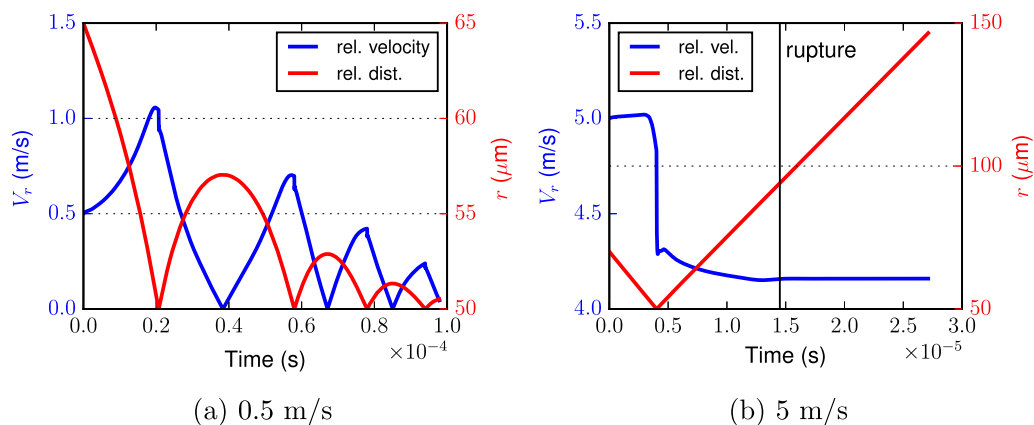 1.5
1.0
0.5
0.0
V_r (m/s)
rel. velocity
rel. dist.
65
60
55
50
r (μm)
0.0 0.2 0.4 0.6 0.8 1.0
Time (s)
×10⁻⁴
(a) 0.5 m/s
5.5
5.0
4.5
4.0
V_r (m/s)
rel. vel.
rel. dist.
rupture
150
100
50
r (μm)
0.0 0.5 1.0 1.5 2.0 2.5 3.0
Time (s)
×10⁻⁵
(b) 5 m/s